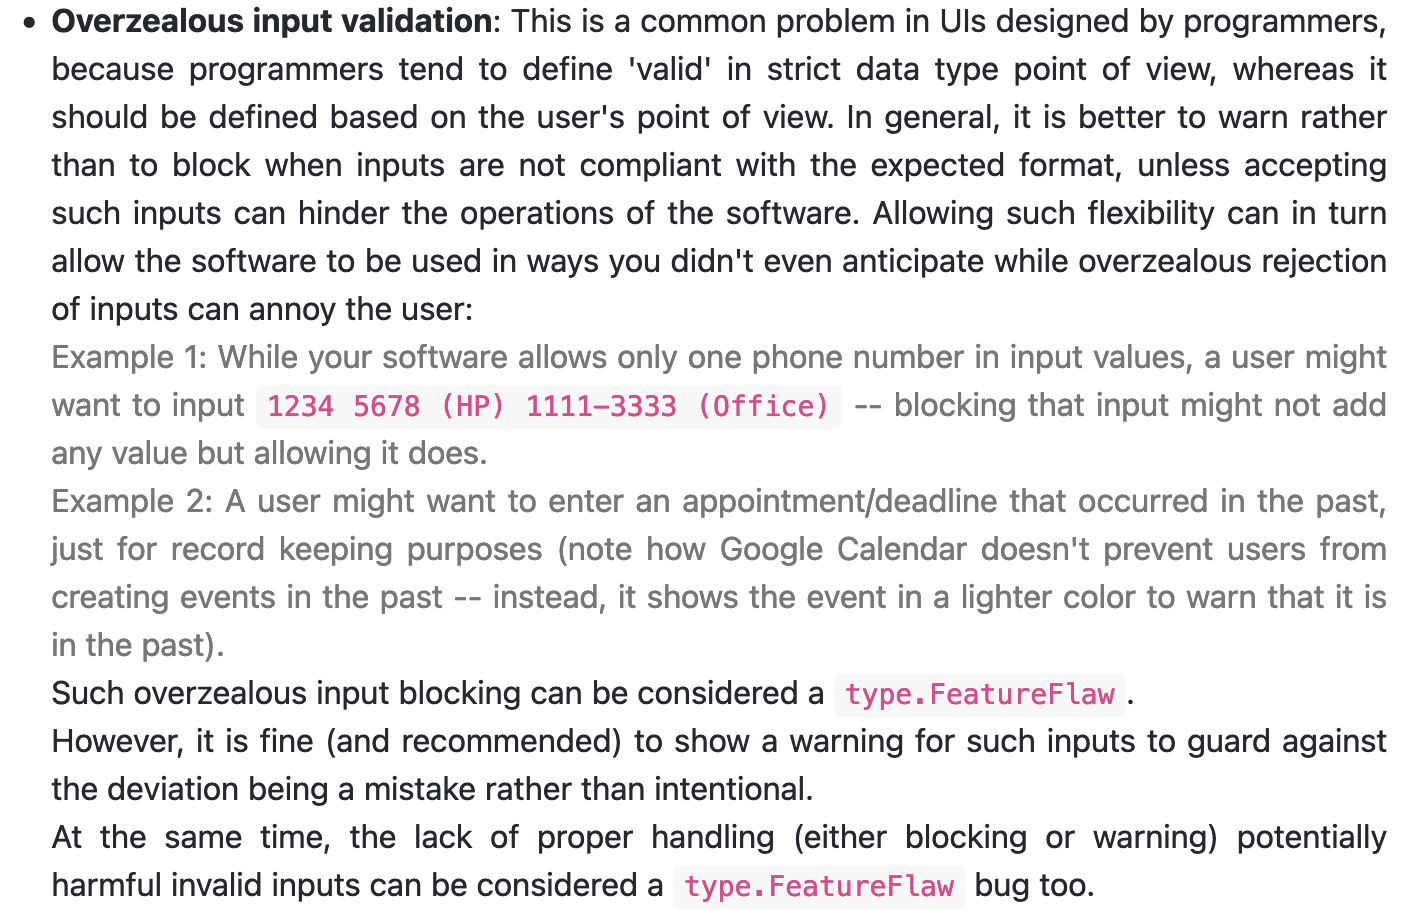 • Overzealous input validation: This is a common problem in UIs designed by programmers,
because programmers tend to define 'valid' in strict data type point of view, whereas it
should be defined based on the user's point of view. In general, it is better to warn rather
than to block when inputs are not compliant with the expected format, unless accepting
such inputs can hinder the operations of the software. Allowing such flexibility can in turn
allow the software to be used in ways you didn't even anticipate while overzealous rejection
of inputs can annoy the user:
Example 1: While your software allows only one phone number in input values, a user might
want to input 1234 5678 (HP) 1111-3333 (Office) -- blocking that input might not add
any value but allowing it does.
Example 2: A user might want to enter an appointment/deadline that occurred in the past,
just for record keeping purposes (note how Google Calendar doesn't prevent users from
creating events in the past -- instead, it shows the event in a lighter color to warn that it is
in the past).
Such overzealous input blocking can be considered a type.FeatureFlaw.
However, it is fine (and recommended) to show a warning for such inputs to guard against
the deviation being a mistake rather than intentional.
At the same time, the lack of proper handling (either blocking or warning) potentially
harmful invalid inputs can be considered a type.FeatureFlaw bug too.